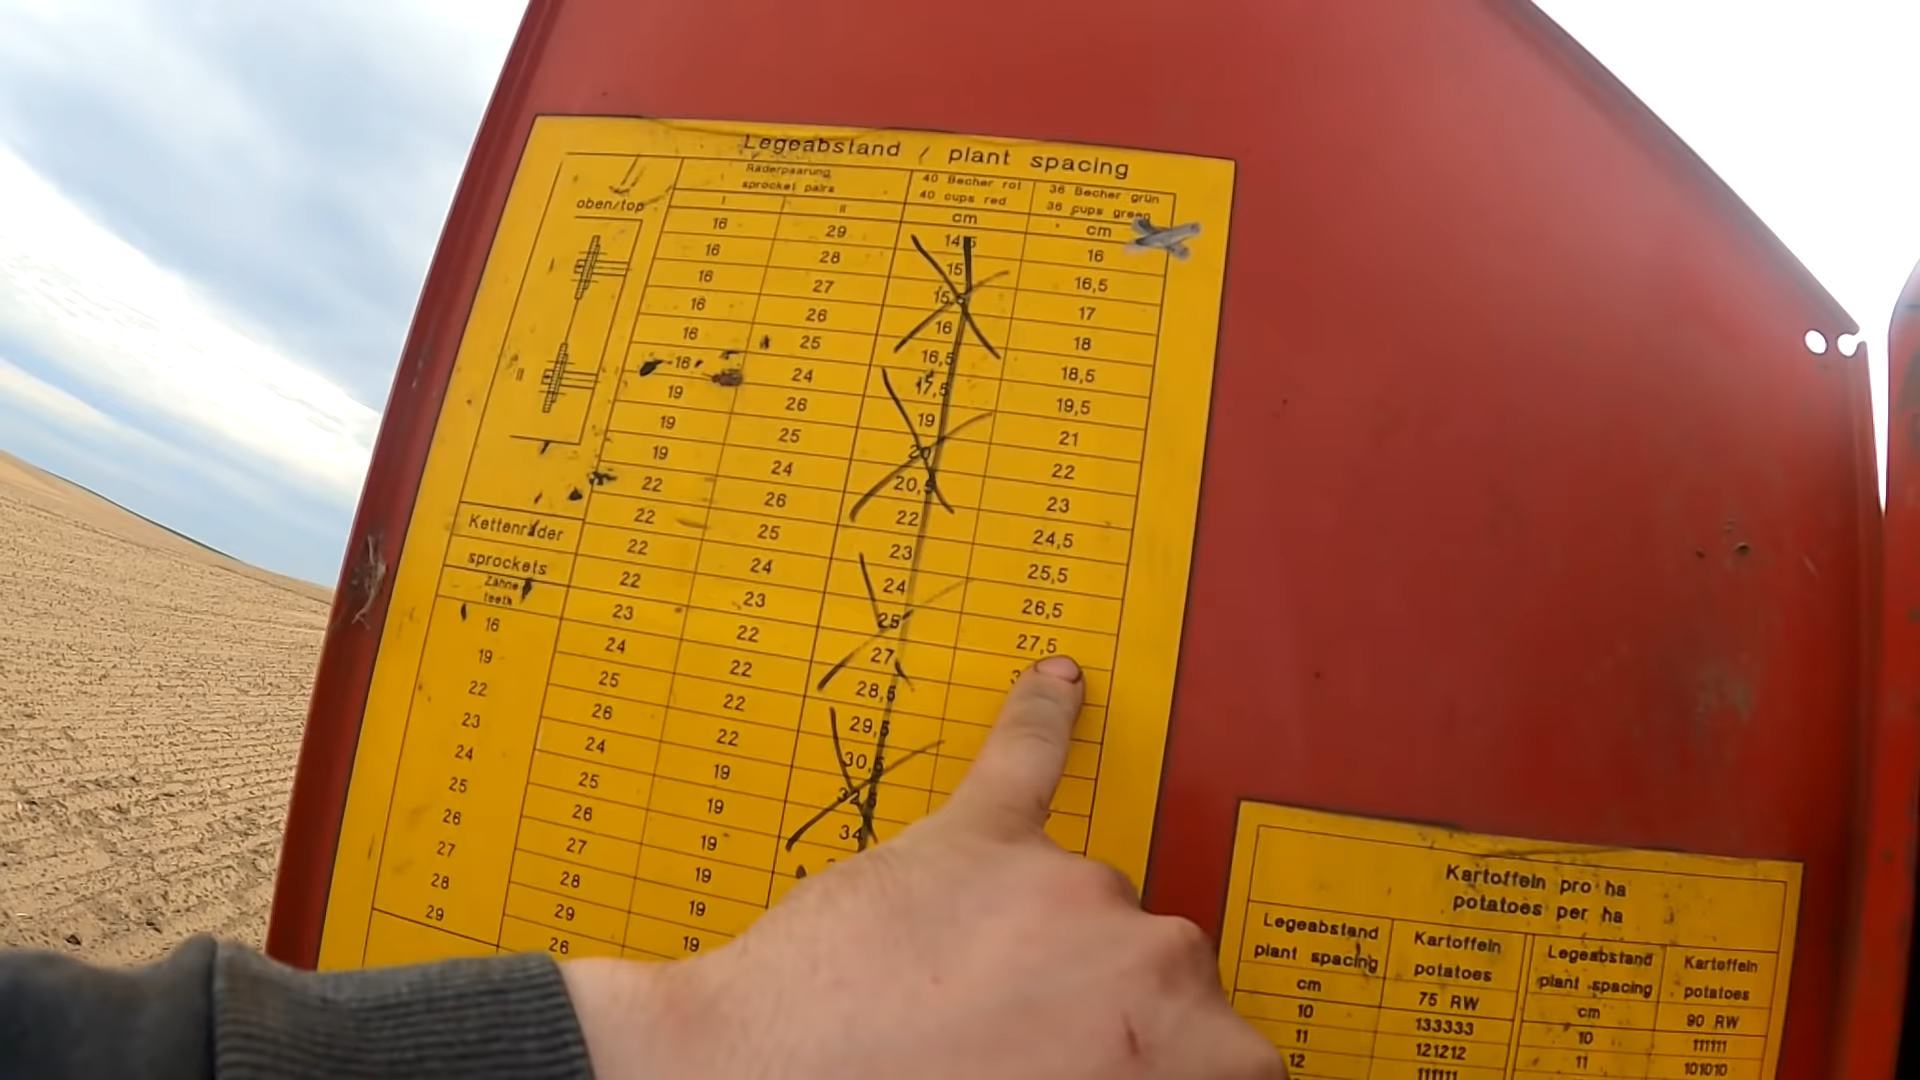 Legeabstand / plant spacing
oben/top
Räderpaarung
sprocket pairs
40 Becher rot
40 cups red
36 Becher grün
36 cups green
I II cm cm
16 29 14,5 16
16 28 15 16,5
16 27 15,5 17
16 26 16 18
16 25 16,5 18,5
16 24 17,5 19,5
19 26 19 21
19 25 20 22
19 24 20,5 23
22 26 22 24,5
22 25 23 25,5
22 24 24 26,5
22 23 25 27,5
23 22 27
24 22 28,5
25 22 29,5
26 22 30,5
24 19 32,5
25 19 34
26 19
27 19
28 19
29 19
26
I
II
Kettenräder
sprockets
Zähne
teeth
16
19
22
23
24
25
26
27
28
29
Kartoffeln pro ha
potatoes per ha
Legeabstand Kartoffeln Legeabstand Kartoffeln
plant spacing potatoes plant spacing potatoes
cm 75 RW cm 90 RW
10 133333 10 111111
11 121212 11 101010
12 111111